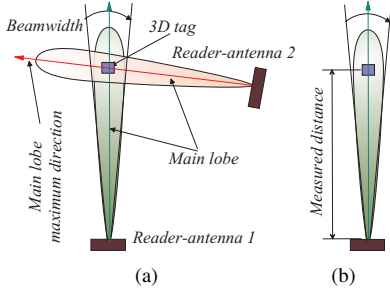 Beamwidth
3D tag
Reader-antenna 2
Main lobe
Main lobe
maximum direction
Reader-antenna 1
Measured distance
(a)
(b)